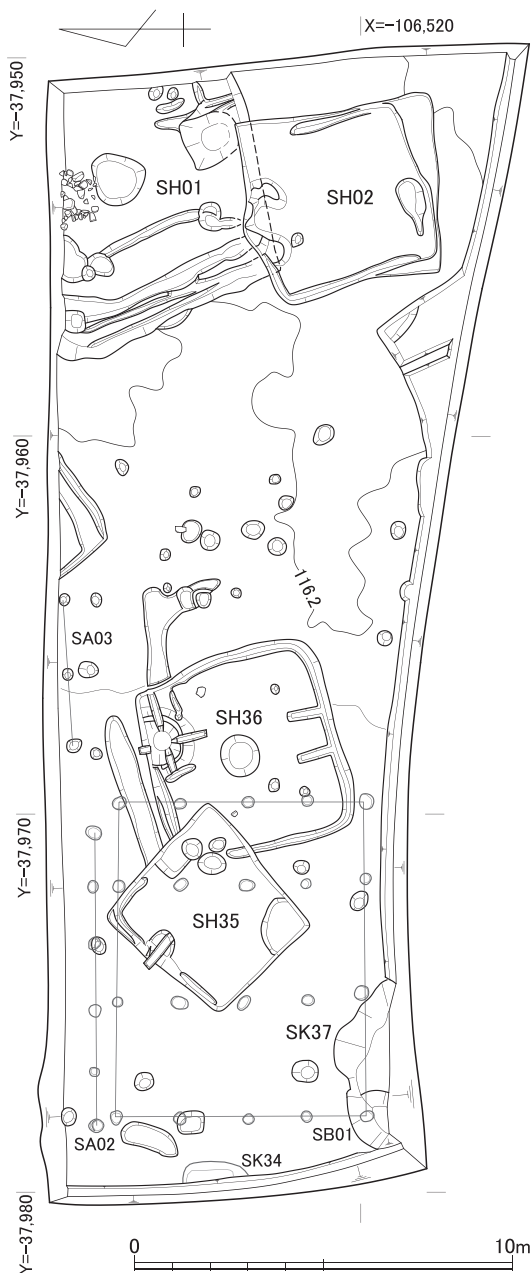 X=-106,520
Y=-37,950
SH01
SH02
Y=-37,960
116.2
SA03
SH36
Y=-37,970
SH35
SK37
SA02
SB01
SK34
Y=-37,980
0
10m